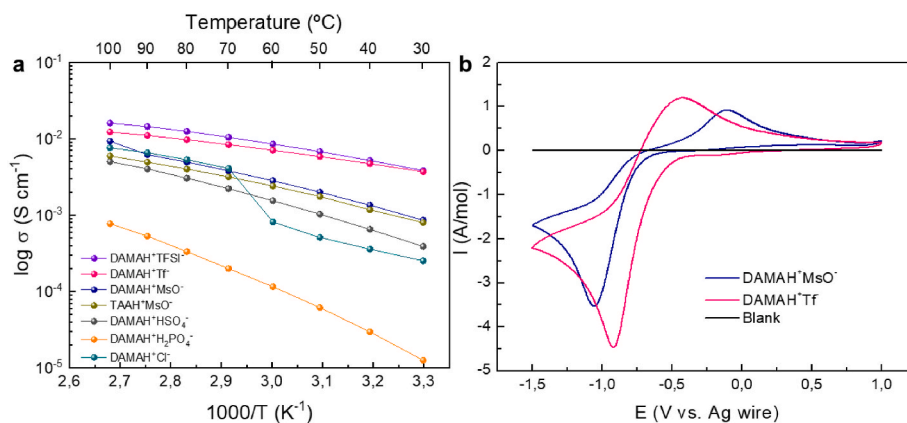 Temperature (ºC)
100 90 80 70 60 50 40 30
a
10⁻¹
10⁻²
10⁻³
10⁻⁴
10⁻⁵
log σ (S cm⁻¹)
DAMAH⁺TFSI⁻
DAMAH⁺Tf⁻
DAMAH⁺MsO⁻
TAAH⁺MsO⁻
DAMAH⁺HSO₄⁻
DAMAH⁺H₂PO₄⁻
DAMAH⁺Cl⁻
2,6 2,7 2,8 2,9 3,0 3,1 3,2 3,3
1000/T (K⁻¹)
b
2
1
0
-1
-2
-3
-4
-5
I (A/mol)
DAMAH⁺MsO⁻
DAMAH⁺Tf⁻
Blank
-1,5 -1,0 -0,5 0,0 0,5 1,0
E (V vs. Ag wire)